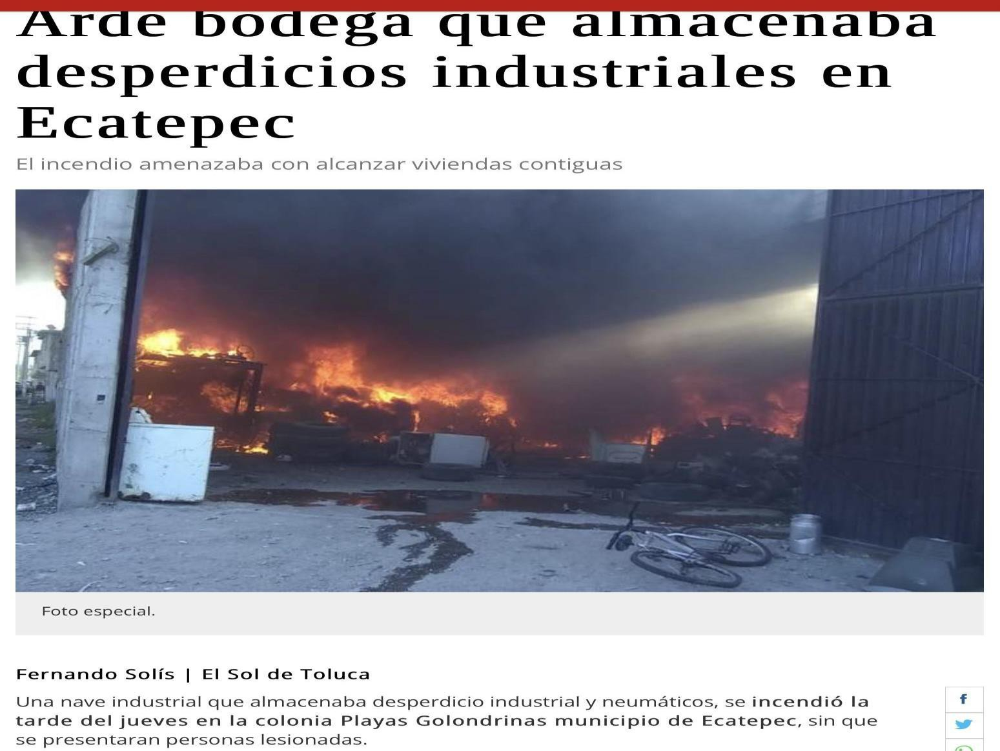 Arde bodega que almacenaba
desperdicios industriales en
Ecatepec
El incendio amenazaba con alcanzar viviendas contiguas
Foto especial.
Fernando Solís | El Sol de Toluca
Una nave industrial que almacenaba desperdicio industrial y neumáticos, se incendió la
tarde del jueves en la colonia Playas Golondrinas municipio de Ecatepec, sin que
se presentaran personas lesionadas.